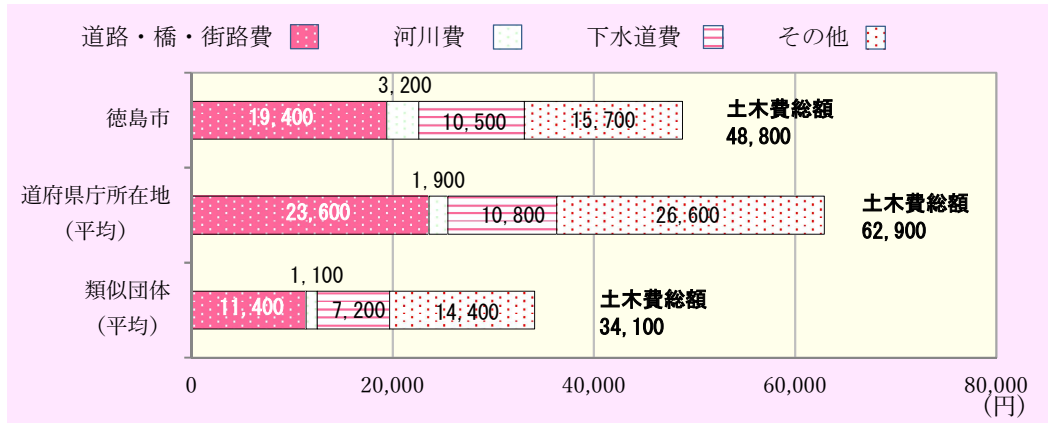 道路・橋・街路費 河川費 下水道費 その他
3,200
徳島市 19,400 10,500 15,700 土木費総額
48,800
1,900
道府県庁所在地 23,600 10,800 26,600 土木費総額
(平均) 62,900
1,100
類似団体 11,400 7,200 14,400 土木費総額
(平均) 34,100
0 20,000 40,000 60,000 80,000
(円)